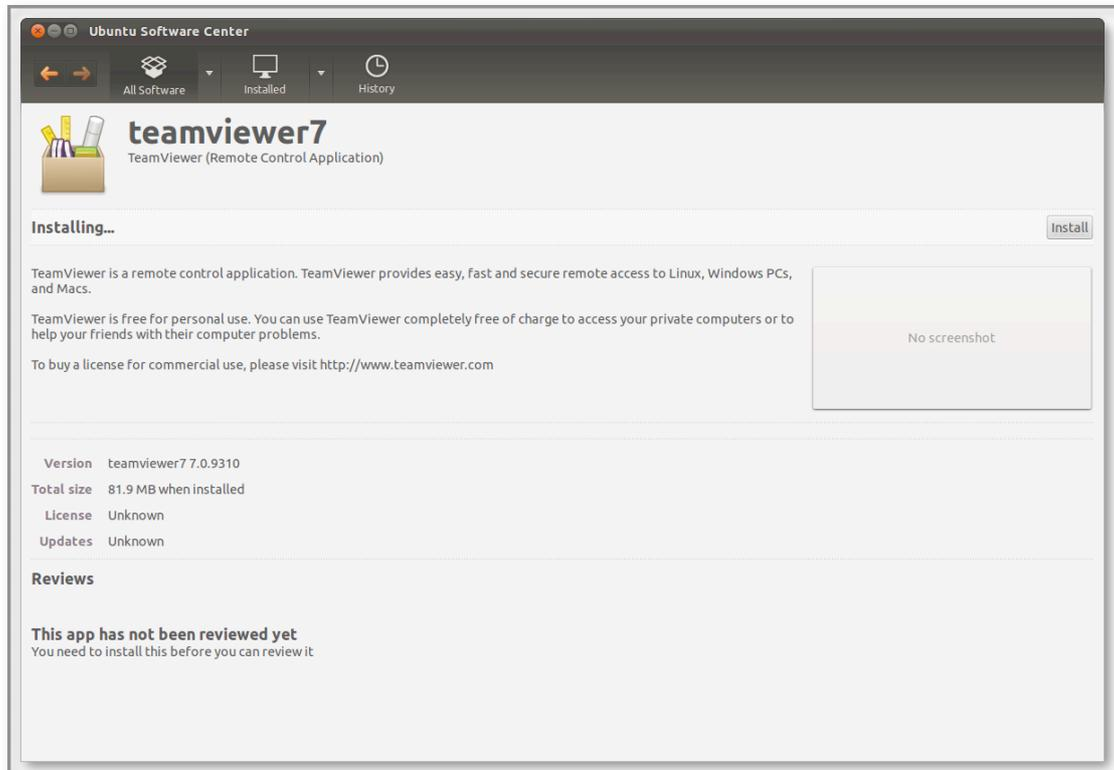 Ubuntu Software Center
All Software
Installed
History
teamviewer7
TeamViewer (Remote Control Application)
Installing...
Install
TeamViewer is a remote control application. TeamViewer provides easy, fast and secure remote access to Linux, Windows PCs,
and Macs.
TeamViewer is free for personal use. You can use TeamViewer completely free of charge to access your private computers or to
help your friends with their computer problems.
To buy a license for commercial use, please visit http://www.teamviewer.com
No screenshot
Version teamviewer7 7.0.9310
Total size 81.9 MB when installed
License Unknown
Updates Unknown
Reviews
This app has not been reviewed yet
You need to install this before you can review it